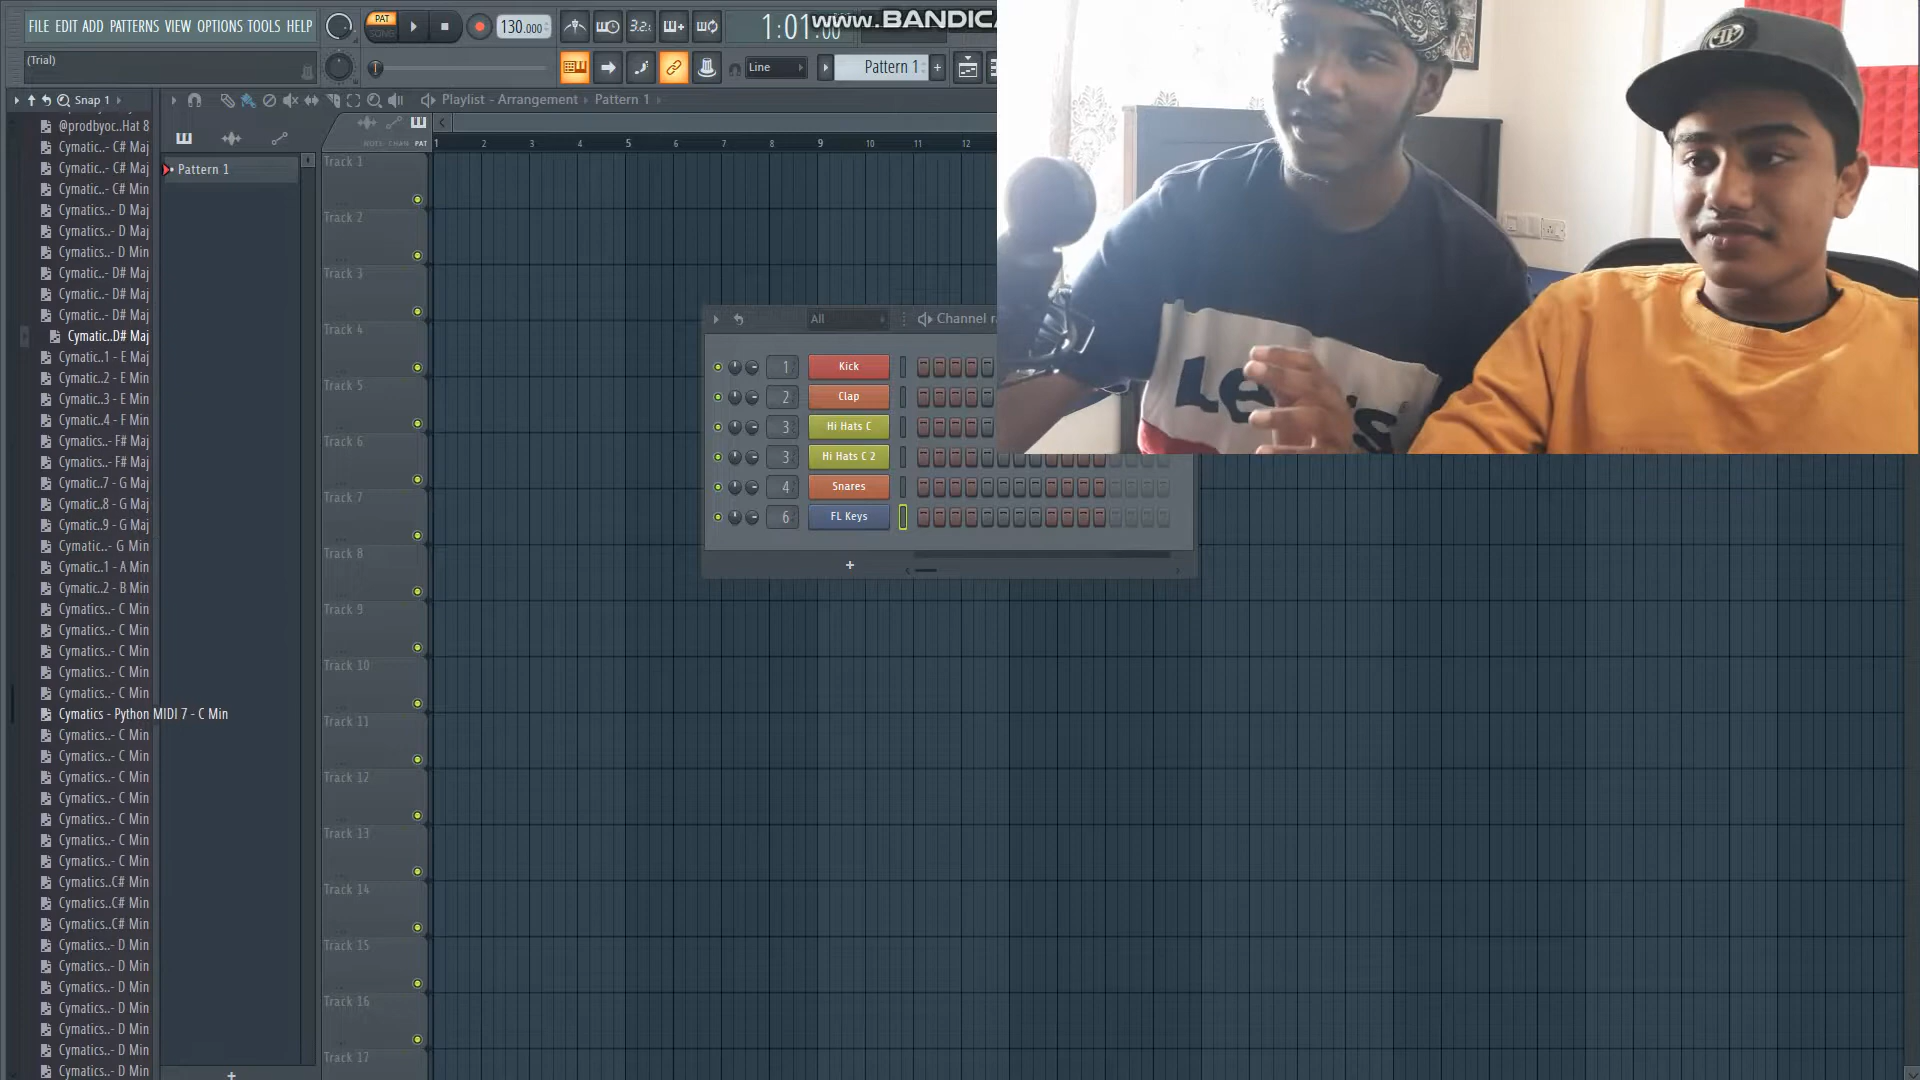 FILE EDIT ADD PATTERNS VIEW OPTIONS TOOLS HELP
PAT
SONG
130.000
3.2
1:01:00
www.BANDICA
(Trial)
Line
Pattern 1
+
Snap 1
Playlist - Arrangement
Pattern 1
NOTE CHAN PAT
1 2 3 4 5 6 7 8 9 10 11 12
@prodbyoc..Hat 8
Cymatic..- C# Maj
Cymatic..- C# Maj
Cymatic..- C# Min
Cymatics..- D Maj
Cymatics..- D Maj
Cymatics..- D Min
Cymatic..- D# Maj
Cymatic..- D# Maj
Cymatic..- D# Maj
Cymatic..D# Maj
Cymatic..1 - E Maj
Cymatic..2 - E Min
Cymatic..3 - E Min
Cymatic..4 - F Min
Cymatics..- F# Maj
Cymatics..- F# Maj
Cymatic..7 - G Maj
Cymatic..8 - G Maj
Cymatic..9 - G Maj
Cymatic..- G Min
Cymatic..1 - A Min
Cymatic..2 - B Min
Cymatics..- C Min
Cymatics..- C Min
Cymatics..- C Min
Cymatics..- C Min
Cymatics..- C Min
Cymatics - Python MIDI 7 - C Min
Cymatics..- C Min
Cymatics..- C Min
Cymatics..- C Min
Cymatics..- C Min
Cymatics..- C Min
Cymatics..- C Min
Cymatics..- C Min
Cymatics..C# Min
Cymatics..C# Min
Cymatics..C# Min
Cymatics..- D Min
Cymatics..- D Min
Cymatics..- D Min
Cymatics..- D Min
Cymatics..- D Min
Cymatics..- D Min
Cymatics..- D Min
Pattern 1
+
Track 1
Track 2
Track 3
Track 4
Track 5
Track 6
Track 7
Track 8
Track 9
Track 10
Track 11
Track 12
Track 13
Track 14
Track 15
Track 16
Track 17
All
Channel ra
1 Kick
2 Clap
3 Hi Hats C
3 Hi Hats C 2
4 Snares
6 FL Keys
+